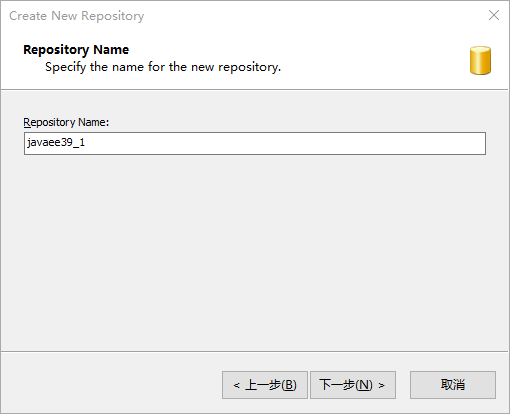 Create New Repository
Repository Name
Specify the name for the new repository.
Repository Name:
javaee39_1
< 上一步(B) 下一步(N) > 取消